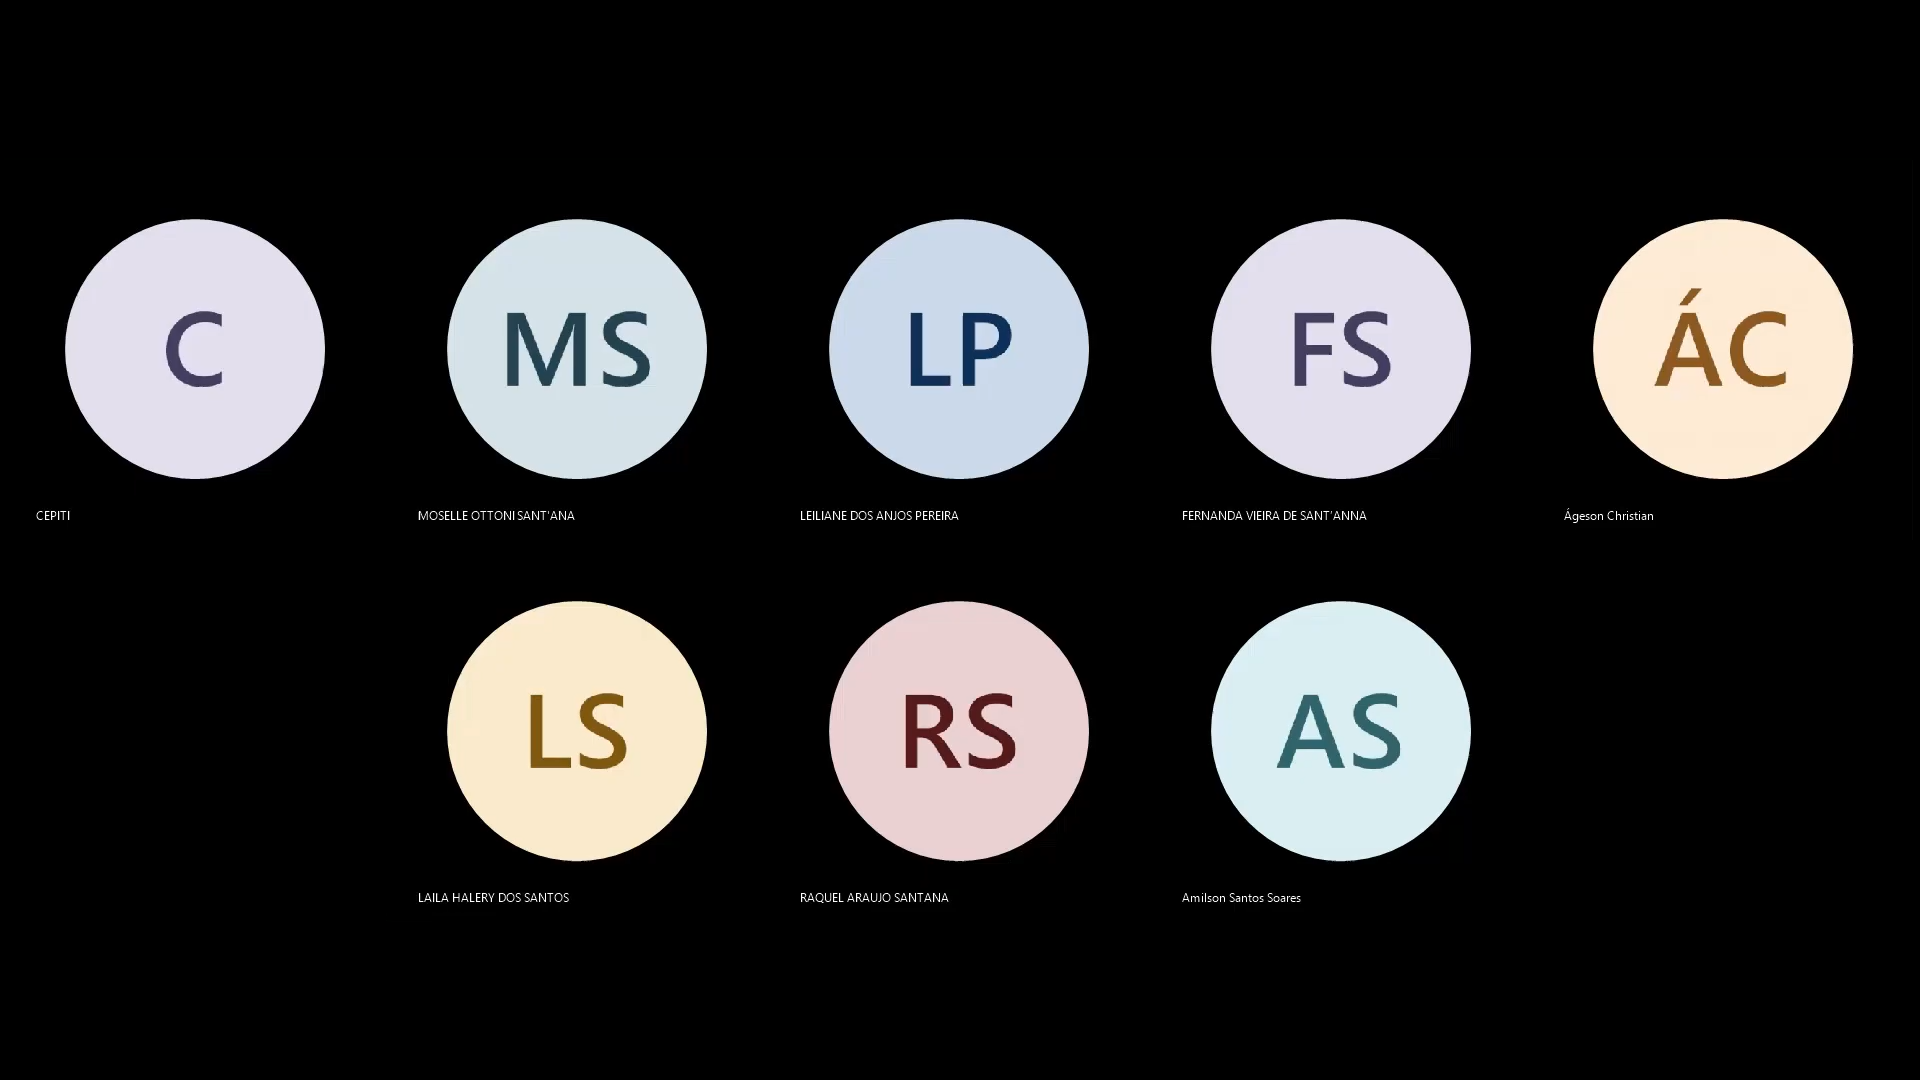 C
MS
LP
FS
ÁC
CEPITI
MOSELLE OTTONI SANT'ANA
LEILIANE DOS ANJOS PEREIRA
FERNANDA VIEIRA DE SANT'ANNA
Ágeson Christian
LS
RS
AS
LAILA HALERY DOS SANTOS
RAQUEL ARAUJO SANTANA
Amilson Santos Soares